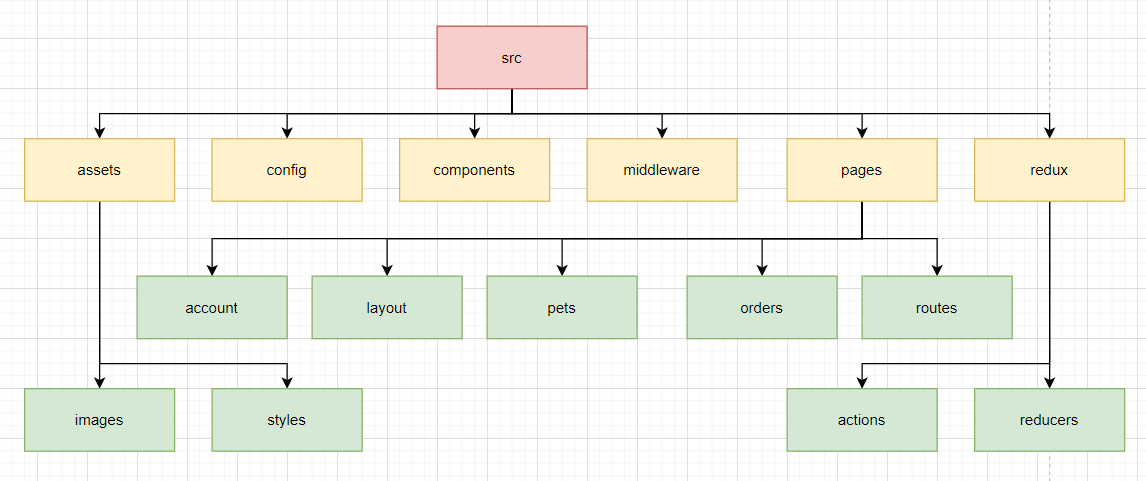 src
assets
config
components
middleware
pages
redux
account
layout
pets
orders
routes
images
styles
actions
reducers